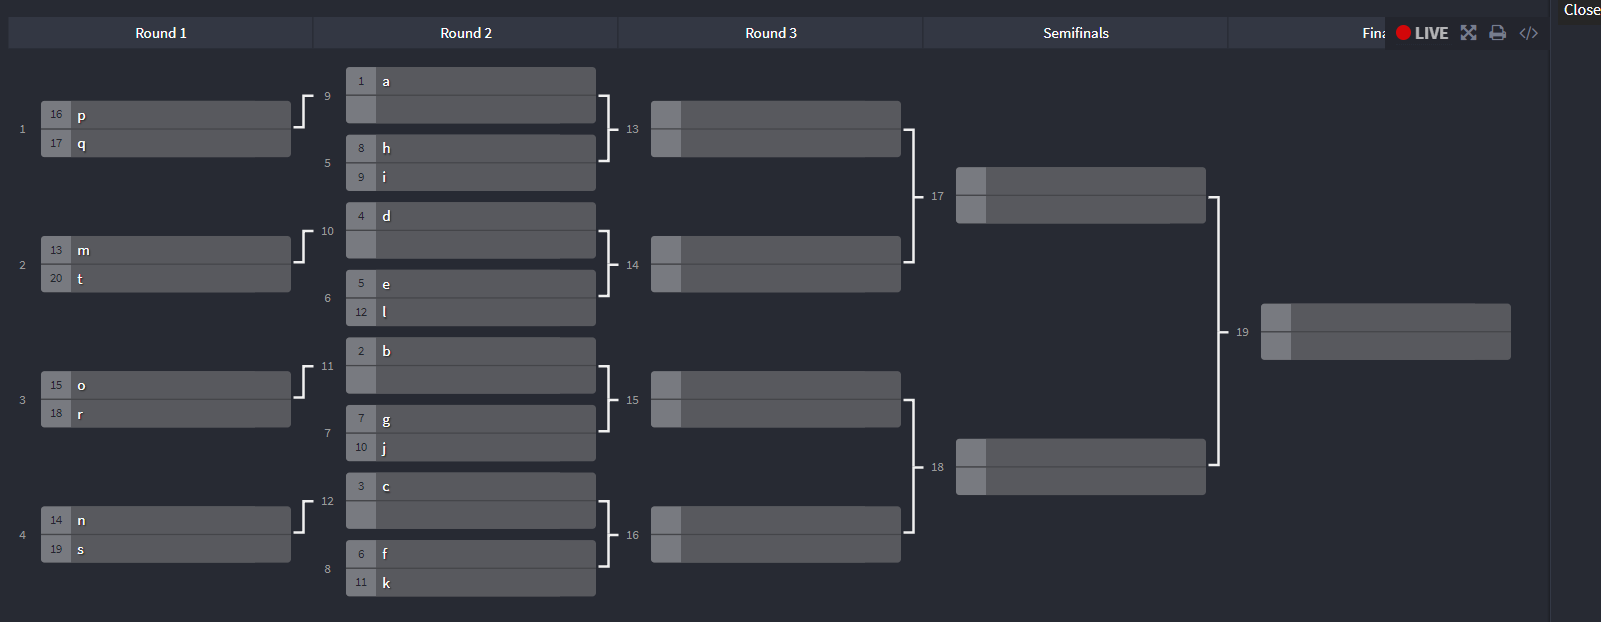 Close
Round 1
Round 2
Round 3
Semifinals
Fina
LIVE
</>
1
16 p
17 q
2
13 m
20 t
3
15 o
18 r
4
14 n
19 s
9
1 a
5
8 h
9 i
10
4 d
6
5 e
12 l
11
2 b
7
7 g
10 j
12
3 c
8
6 f
11 k
13
14
15
16
17
18
19